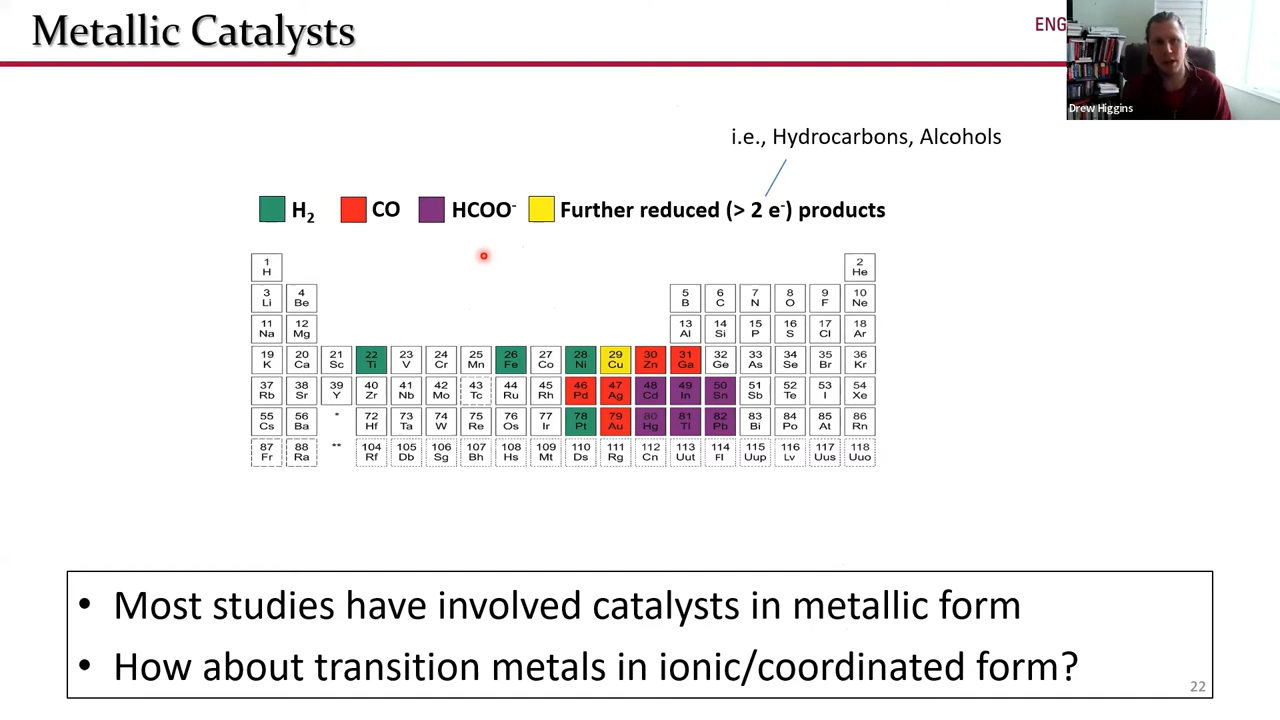 Metallic Catalysts
ENG
Drew Higgins
i.e., Hydrocarbons, Alcohols
H₂ CO HCOO⁻ Further reduced (> 2 e⁻) products
1 2
H He
3 4 5 6 7 8 9 10
Li Be B C N O F Ne
11 12 13 14 15 16 17 18
Na Mg Al Si P S Cl Ar
19 20 21 22 23 24 25 26 27 28 29 30 31 32 33 34 35 36
K Ca Sc Ti V Cr Mn Fe Co Ni Cu Zn Ga Ge As Se Br Kr
37 38 39 40 41 42 43 44 45 46 47 48 49 50 51 52 53 54
Rb Sr Y Zr Nb Mo Tc Ru Rh Pd Ag Cd In Sn Sb Te I Xe
55 56 * 72 73 74 75 76 77 78 79 80 81 82 83 84 85 86
Cs Ba Hf Ta W Re Os Ir Pt Au Hg Tl Pb Bi Po At Rn
87 88 ** 104 105 106 107 108 109 110 111 112 113 114 115 116 117 118
Fr Ra Rf Db Sg Bh Hs Mt Ds Rg Cn Uut Fl Uup Lv Uus Uuo
• Most studies have involved catalysts in metallic form
• How about transition metals in ionic/coordinated form?
22